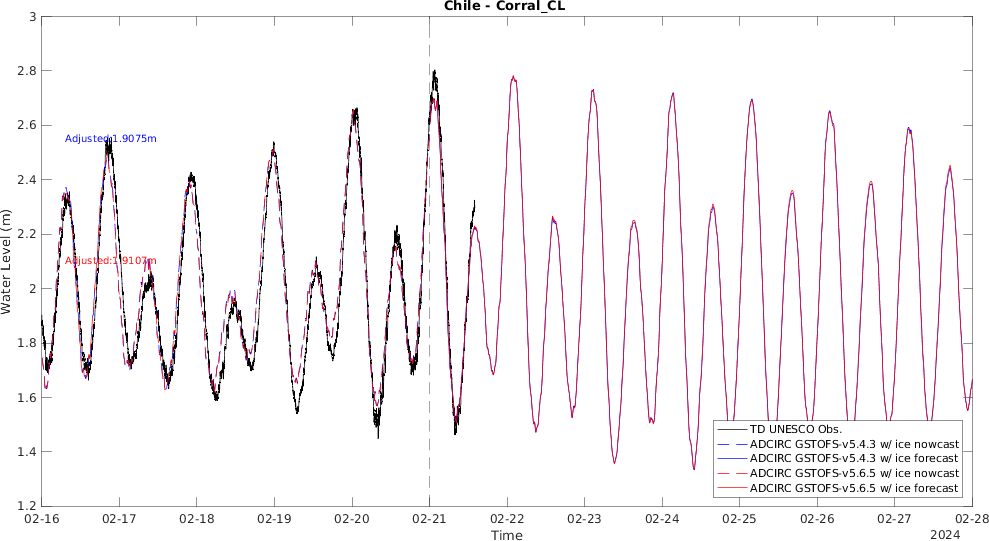 Chile - Corral_CL
3
2.8
2.6
2.4
2.2
2
1.8
1.6
1.4
1.2
Water Level (m)
Adjusted:1.9075m
Adjusted:1.9107m
TD UNESCO Obs.
ADCIRC GSTOFS-v5.4.3 w/ ice nowcast
ADCIRC GSTOFS-v5.4.3 w/ ice forecast
ADCIRC GSTOFS-v5.6.5 w/ ice nowcast
ADCIRC GSTOFS-v5.6.5 w/ ice forecast
02-16 02-17 02-18 02-19 02-20 02-21 02-22 02-23 02-24 02-25 02-26 02-27 02-28
Time
2024